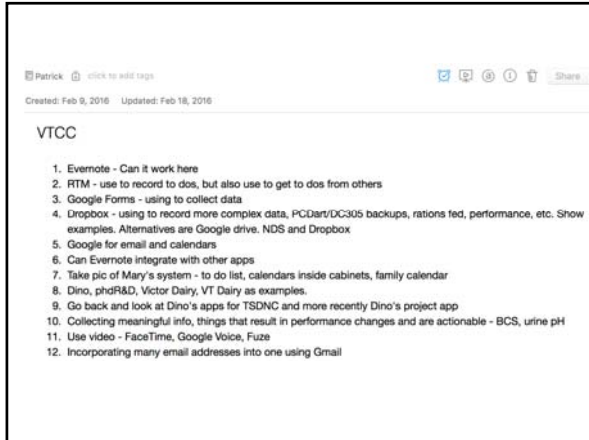 Patrick click to add tags Share
Created: Feb 9, 2016 Updated: Feb 18, 2016
VTCC
1. Evernote - Can it work here
2. RTM - use to record to dos, but also use to get to dos from others
3. Google Forms - using to collect data
4. Dropbox - using to record more complex data, PCDart/DC305 backups, rations fed, performance, etc. Show
examples. Alternatives are Google drive. NDS and Dropbox
5. Google for email and calendars
6. Can Evernote integrate with other apps
7. Take pic of Mary's system - to do list, calendars inside cabinets, family calendar
8. Dino, phdR&D, Victor Dairy, VT Dairy as examples.
9. Go back and look at Dino's apps for TSDNC and more recently Dino's project app
10. Collecting meaningful info, things that result in performance changes and are actionable - BCS, urine pH
11. Use video - FaceTime, Google Voice, Fuze
12. Incorporating many email addresses into one using Gmail